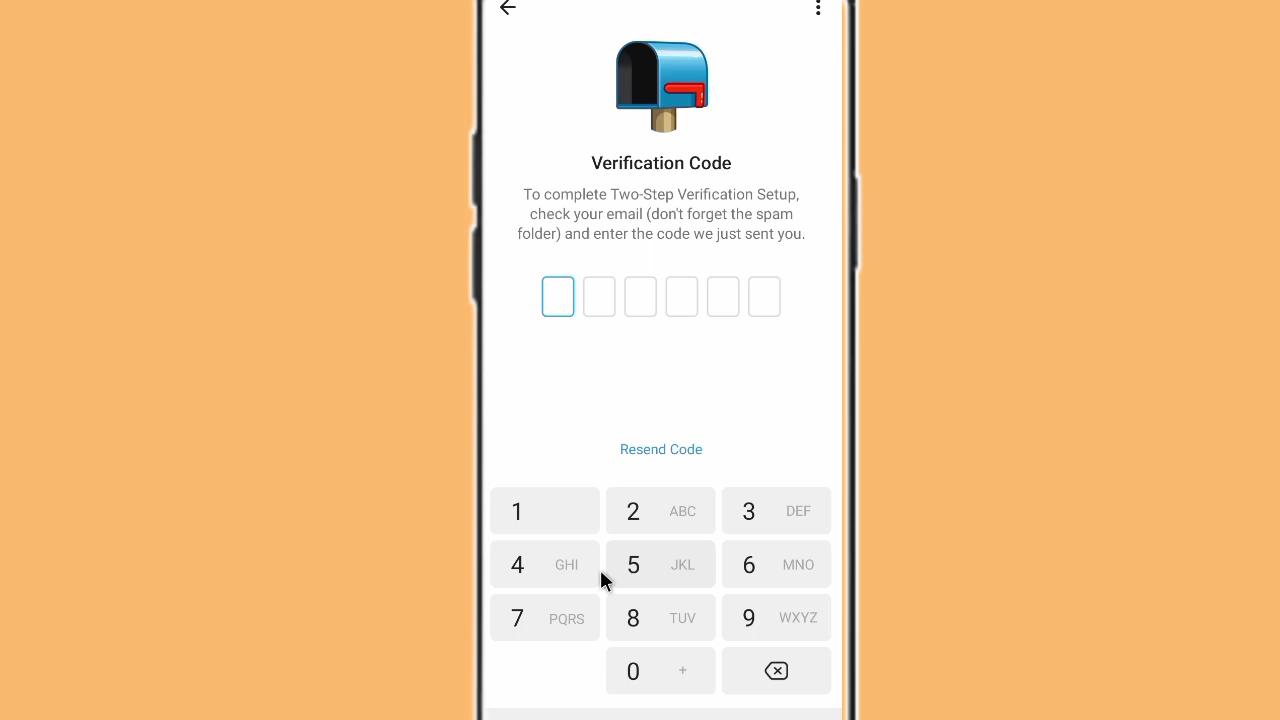 Verification Code
To complete Two-Step Verification Setup,
check your email (don't forget the spam
folder) and enter the code we just sent you.
Resend Code
1
2 ABC
3 DEF
4 GHI
5 JKL
6 MNO
7 PQRS
8 TUV
9 WXYZ
0 +